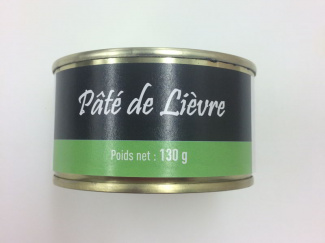 Pâté de Lièvre
Poids net : 130 g